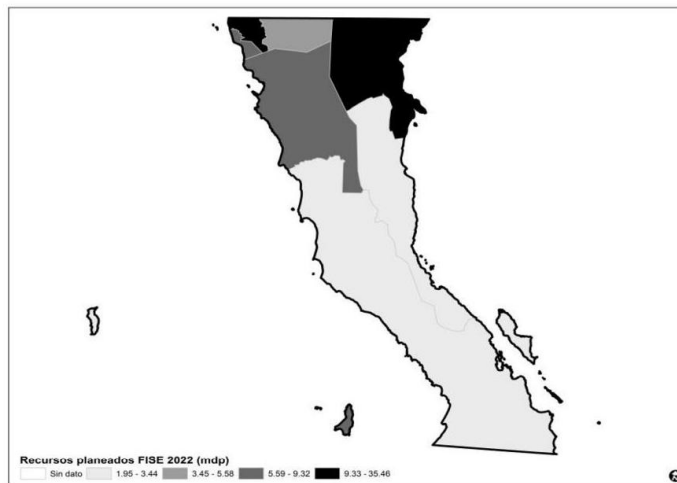 Recursos planeados FISE 2022 (mdp)
Sin dato 1.95 - 3.44 3.45 - 5.58 5.59 - 9.32 9.33 - 35.46